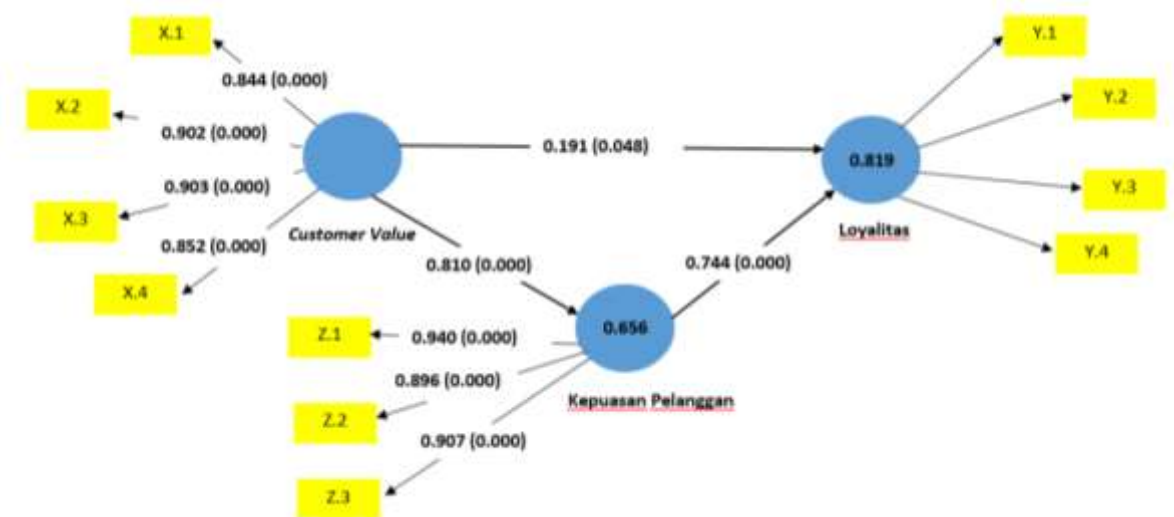 X.1
Y.1
0.844 (0.000)
X.2
Y.2
0.902 (0.000)
0.191 (0.048)
0.819
0.903 (0.000)
Y.3
X.3
Customer Value
Loyalitas
0.852 (0.000)
Y.4
0.810 (0.000)
0.744 (0.000)
X.4
Z.1
0.940 (0.000)
0.656
0.896 (0.000)
Kepuasan Pelanggan
Z.2
0.907 (0.000)
Z.3